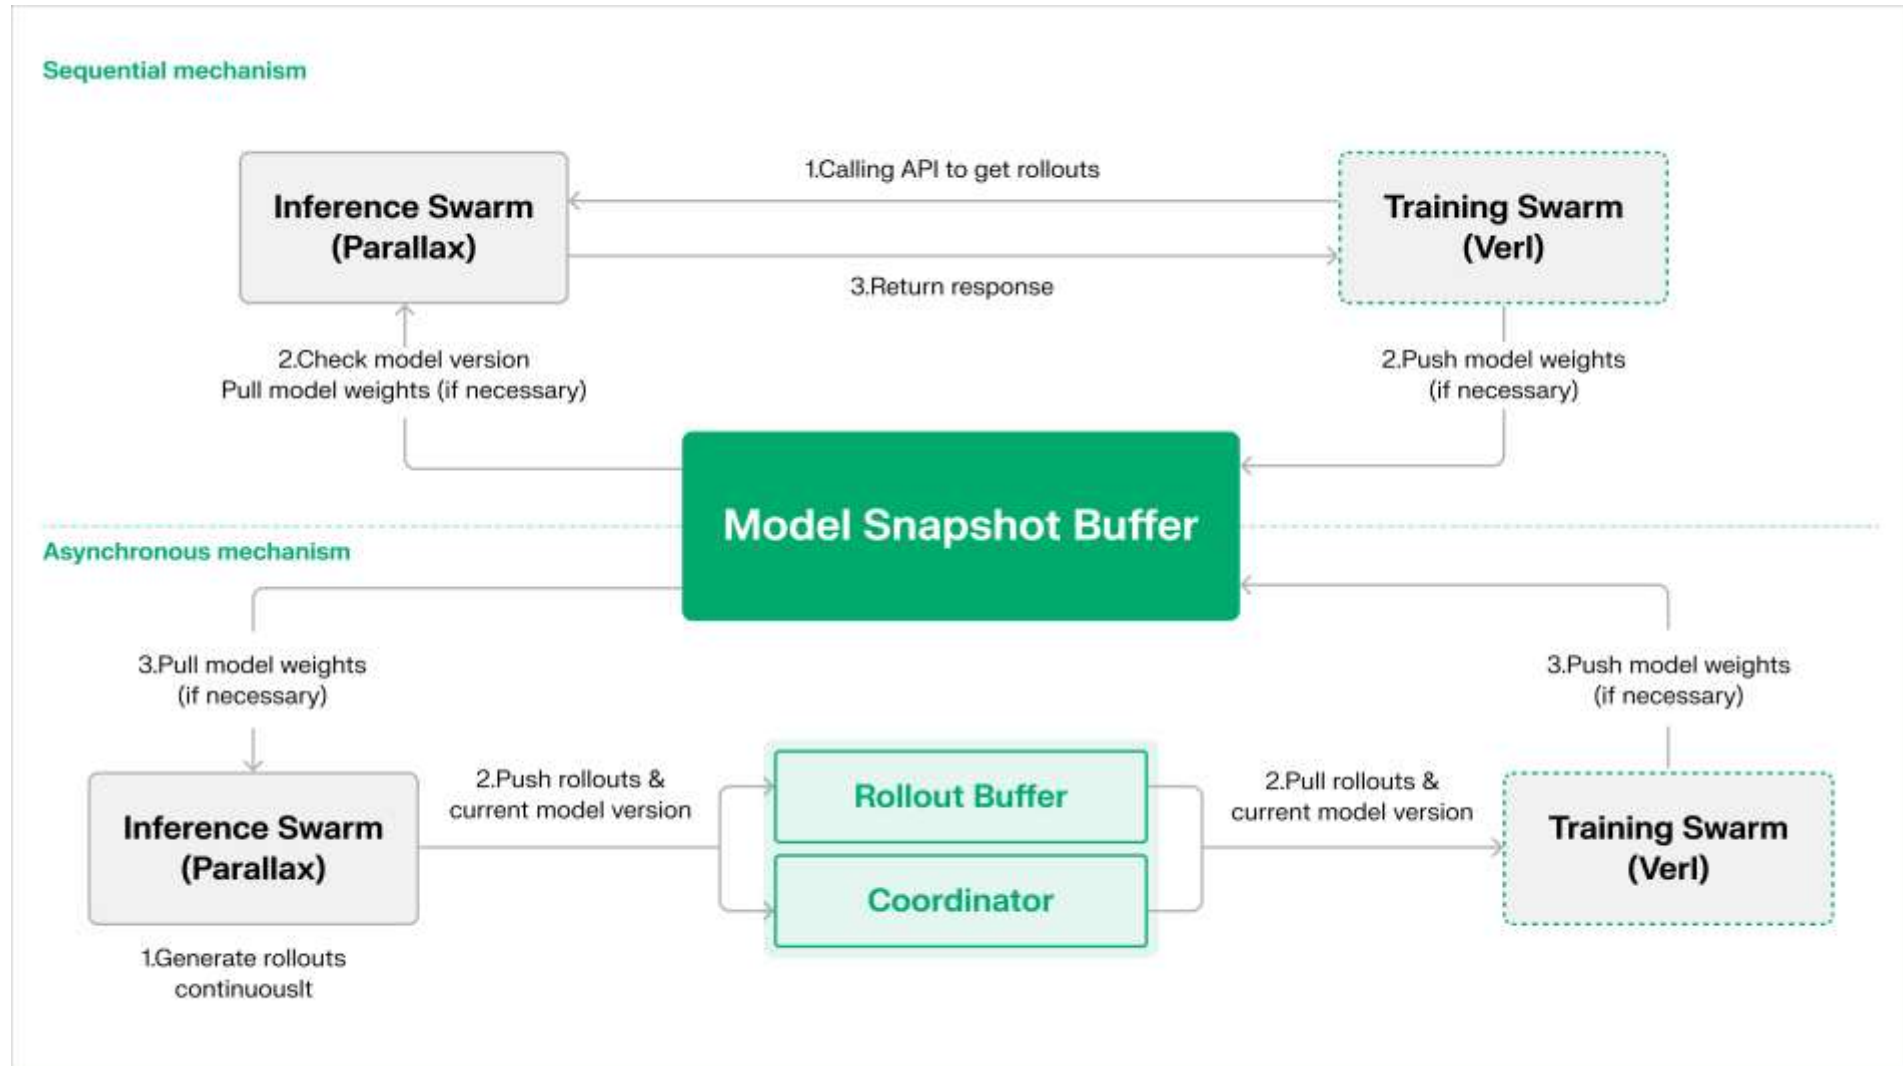 Sequential mechanism
1.Calling API to get rollouts
Inference Swarm
(Parallax)
Training Swarm
(Verl)
3.Return response
2.Check model version
Pull model weights (if necessary)
2.Push model weights
(if necessary)
Model Snapshot Buffer
Asynchronous mechanism
3.Pull model weights
(if necessary)
3.Push model weights
(if necessary)
Inference Swarm
(Parallax)
1.Generate rollouts
continuouslt
2.Push rollouts &
current model version
Rollout Buffer
Coordinator
2.Pull rollouts &
current model version
Training Swarm
(Verl)